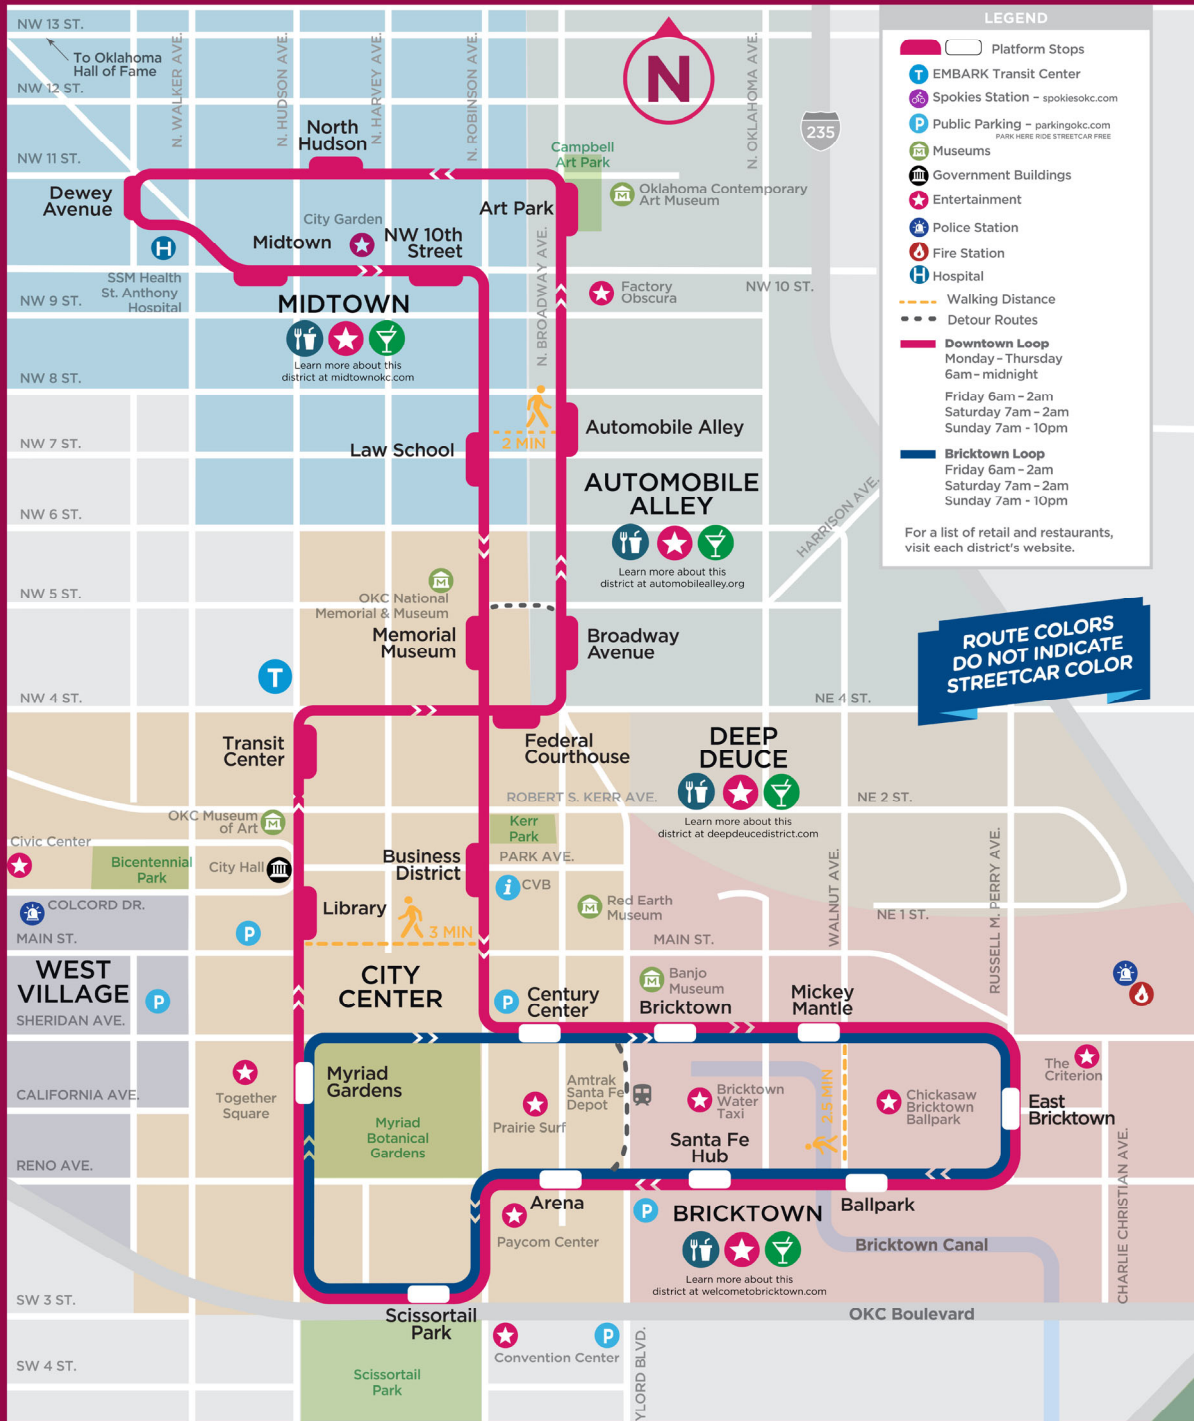 NW 13 ST.
To Oklahoma
Hall of Fame
NW 12 ST.
N. WALKER AVE.
N. HUDSON AVE.
N. HARVEY AVE.
N. ROBINSON AVE.
N. OKLAHOMA AVE.
N
235
North
Hudson
NW 11 ST.
Campbell
Art Park
Dewey
Avenue
Art Park
Oklahoma Contemporary
Art Museum
City Garden
Midtown
NW 10th
Street
H
SSM Health
St. Anthony
Hospital
NW 9 ST.
MIDTOWN
Learn more about this
district at midtownokc.com
N. BROADWAY AVE.
Factory
Obscura
NW 10 ST.
NW 8 ST.
2 MIN
NW 7 ST.
Law School
Automobile Alley
AUTOMOBILE
ALLEY
Learn more about this
district at automobilealley.org
HARRISON AVE.
NW 6 ST.
NW 5 ST.
OKC National
Memorial & Museum
Memorial
Museum
Broadway
Avenue
T
NW 4 ST.
NE 4 ST.
Transit
Center
Federal
Courthouse
DEEP
DEUCE
Learn more about this
district at deepdeucedistrict.com
ROBERT S. KERR AVE.
NE 2 ST.
OKC Museum
of Art
Kerr
Park
Civic Center
Bicentennial
Park
City Hall
Business
District
PARK AVE.
i
CVB
WALNUT AVE.
RUSSELL M. PERRY AVE.
COLCORD DR.
Library
3 MIN
Red Earth
Museum
NE 1 ST.
MAIN ST.
P
MAIN ST.
WEST
VILLAGE
P
CITY
CENTER
P
Century
Center
Banjo
Museum
Bricktown
Mickey
Mantle
SHERIDAN AVE.
Myriad
Gardens
Amtrak
Santa Fe
Depot
The
Criterion
CALIFORNIA AVE.
Together
Square
Prairie Surf
Bricktown
Water
Taxi
2.5 MIN
Chickasaw
Bricktown
Ballpark
East
Bricktown
Myriad
Botanical
Gardens
Santa Fe
Hub
RENO AVE.
Arena
Ballpark
P
BRICKTOWN
Learn more about this
district at welcometobricktown.com
Paycom Center
Bricktown Canal
CHARLIE CHRISTIAN AVE.
SW 3 ST.
Scissortail
Park
OKC Boulevard
Convention Center
P
SW 4 ST.
Scissortail
Park
YLORD BLVD.
LEGEND
Platform Stops
T EMBARK Transit Center
Spokies Station – spokiesokc.com
P Public Parking – parkingokc.com
PARK HERE RIDE STREETCAR FREE
M Museums
Government Buildings
Entertainment
Police Station
Fire Station
H Hospital
Walking Distance
Detour Routes
Downtown Loop
Monday – Thursday
6am – midnight
Friday 6am – 2am
Saturday 7am – 2am
Sunday 7am - 10pm
Bricktown Loop
Friday 6am – 2am
Saturday 7am – 2am
Sunday 7am - 10pm
For a list of retail and restaurants,
visit each district's website.
ROUTE COLORS
DO NOT INDICATE
STREETCAR COLOR